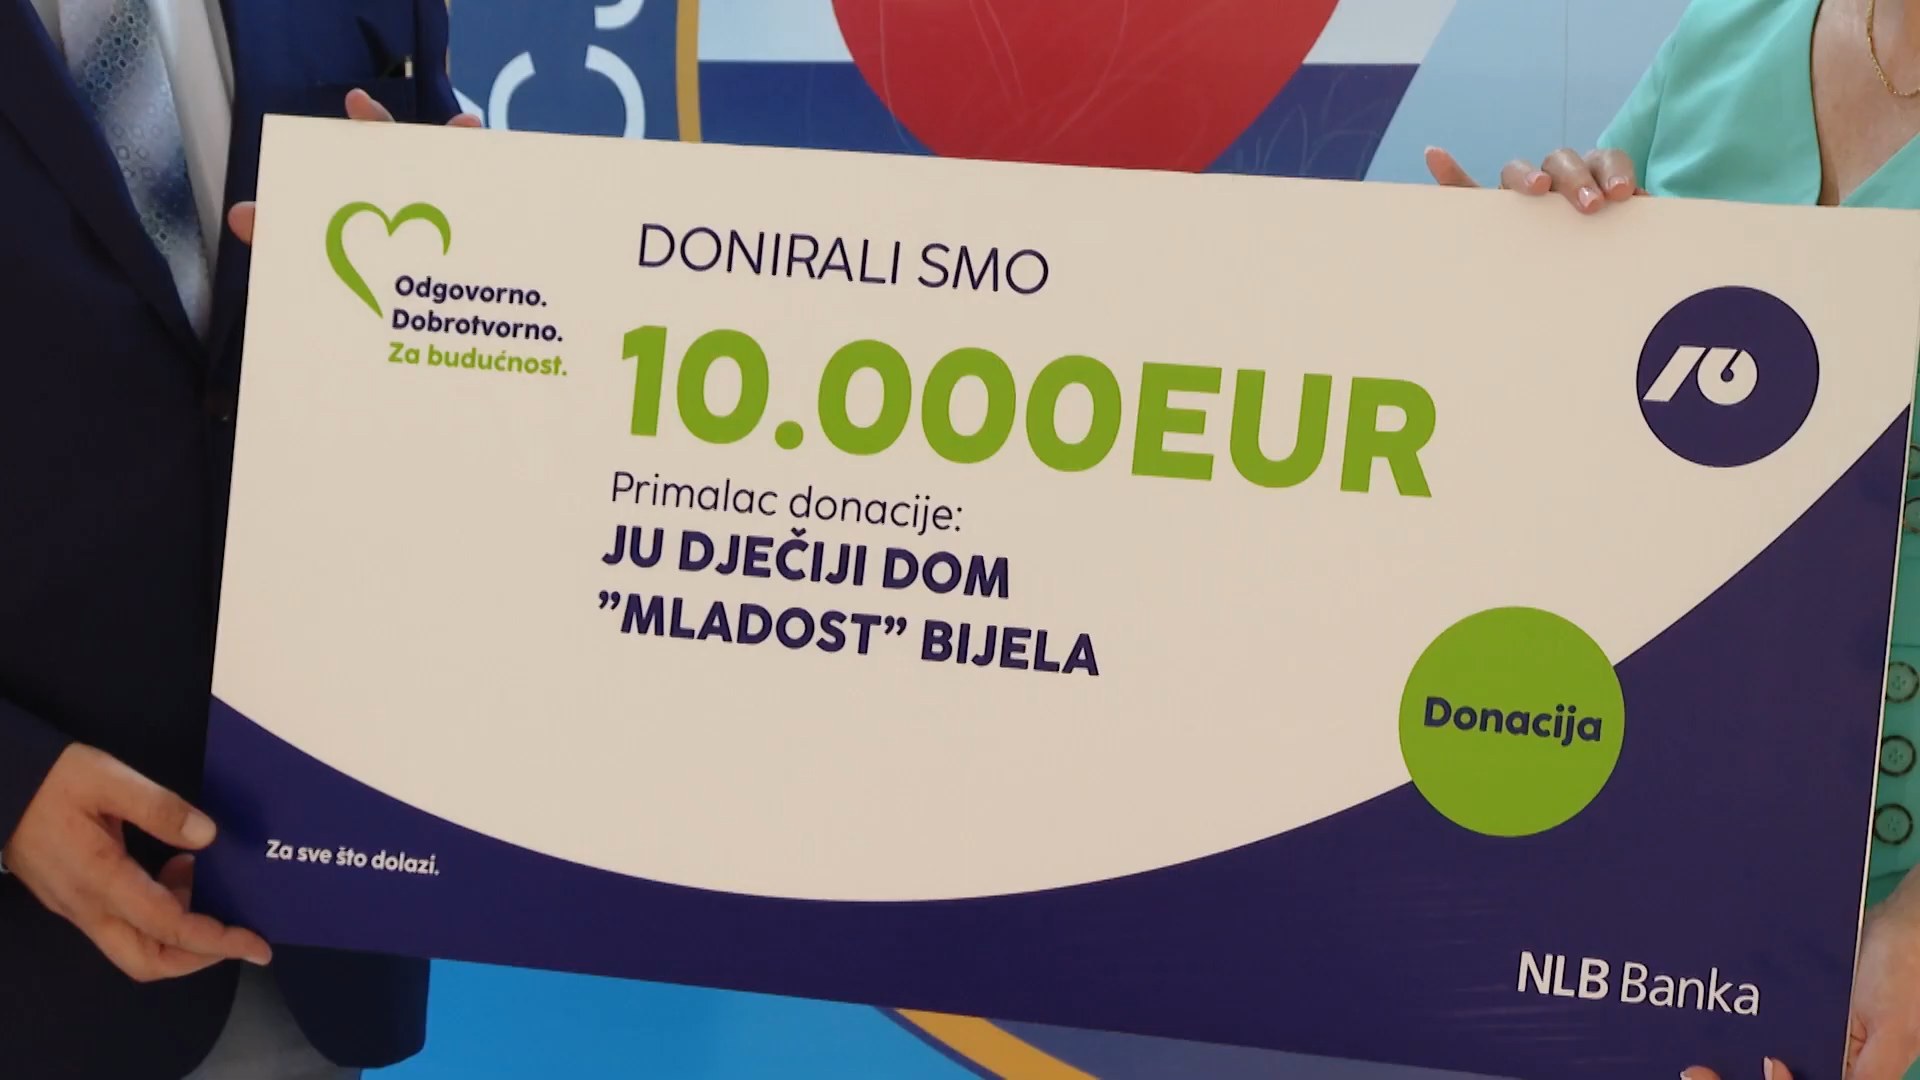 Odgovorno.
Dobrotvorno.
Za budućnost.
DONIRALI SMO
10.000EUR
Primalac donacije:
JU DJEČIJI DOM
”MLADOST” BIJELA
Donacija
Za sve što dolazi.
NLB Banka